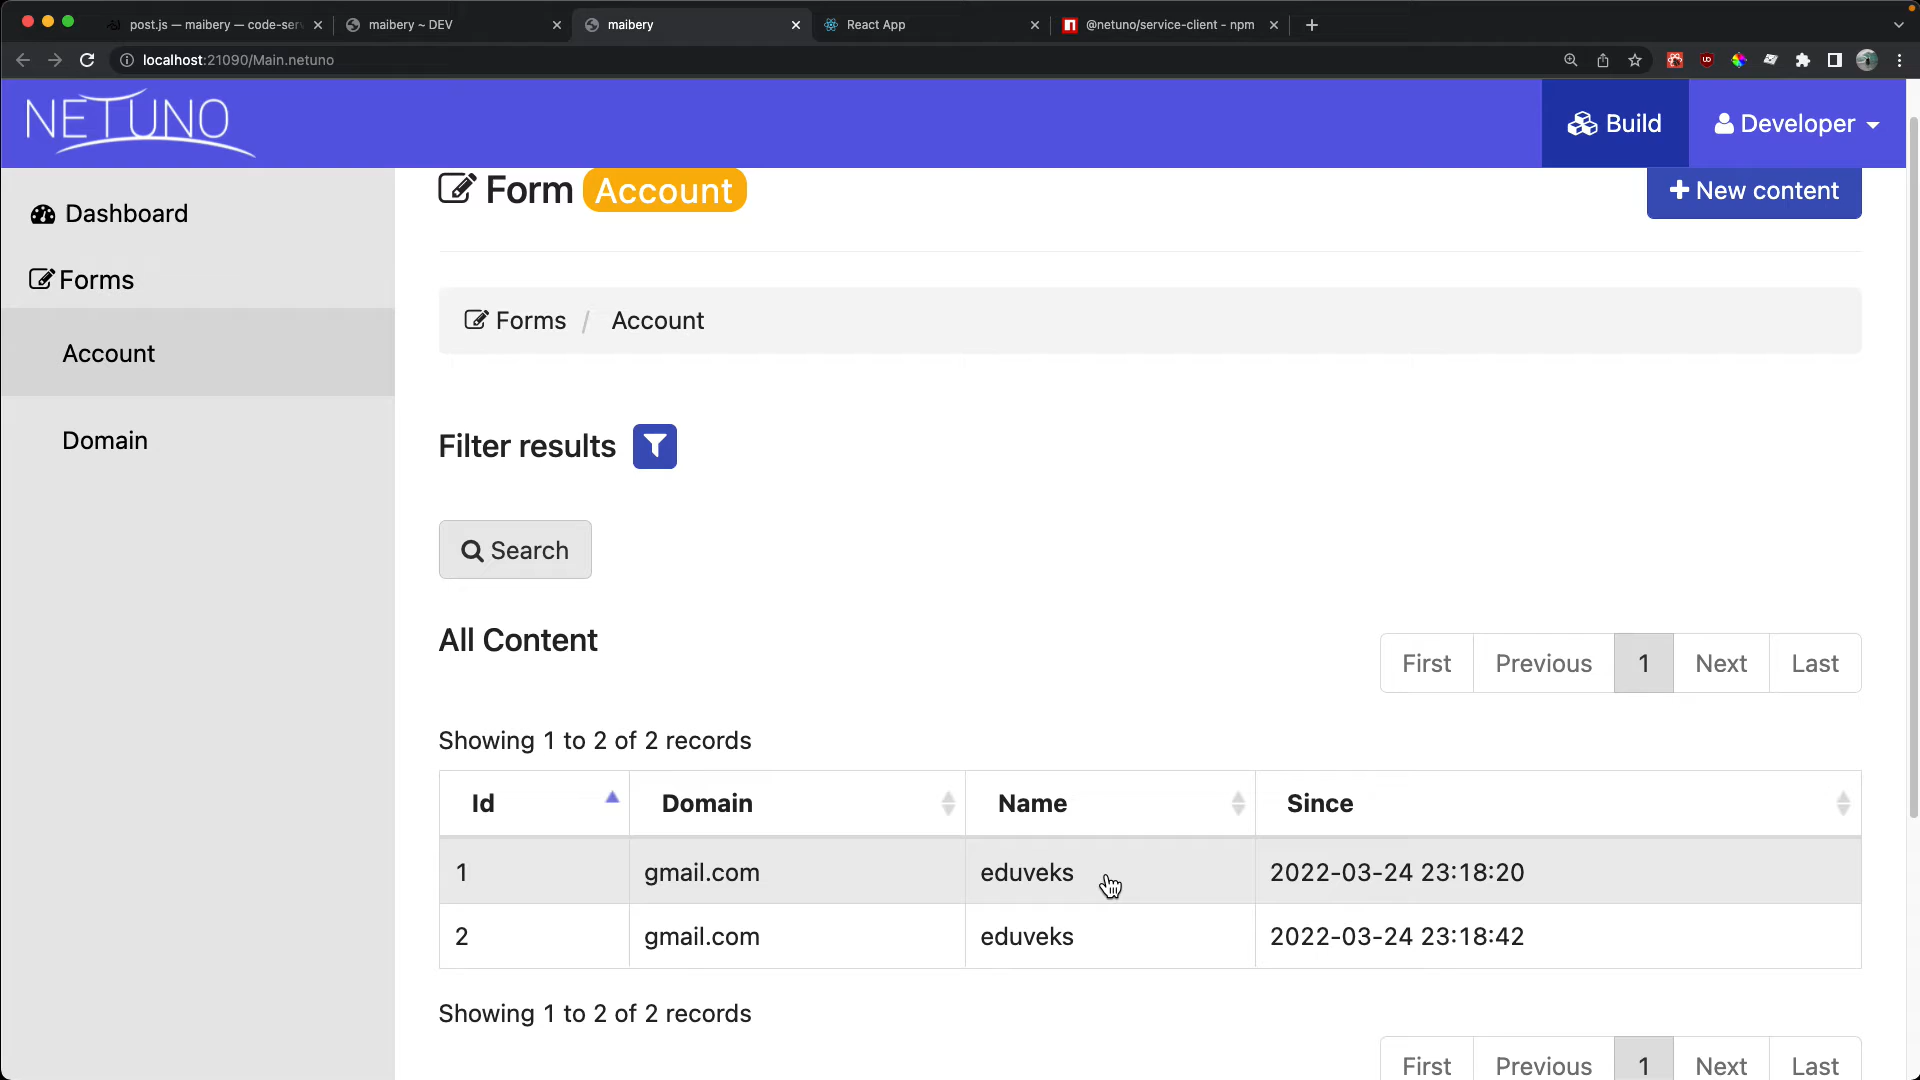 post.js — maibery — code-serv
maibery ~ DEV
maibery
React App
@netuno/service-client - npm
localhost:21090/Main.netuno
NETUNO
Build
Developer
Dashboard
Forms
Account
Domain
Form Account
New content
Forms / Account
Filter results
Search
All Content
First Previous 1 Next Last
Showing 1 to 2 of 2 records
Id Domain Name Since
1 gmail.com eduveks 2022-03-24 23:18:20
2 gmail.com eduveks 2022-03-24 23:18:42
Showing 1 to 2 of 2 records
First Previous 1 Next Last